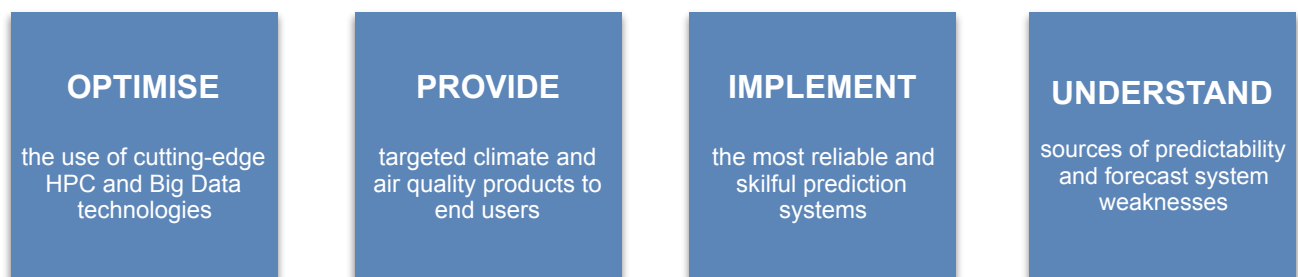 OPTIMISE
the use of cutting-edge
HPC and Big Data
technologies
PROVIDE
targeted climate and
air quality products to
end users
IMPLEMENT
the most reliable and
skilful prediction
systems
UNDERSTAND
sources of predictability
and forecast system
weaknesses